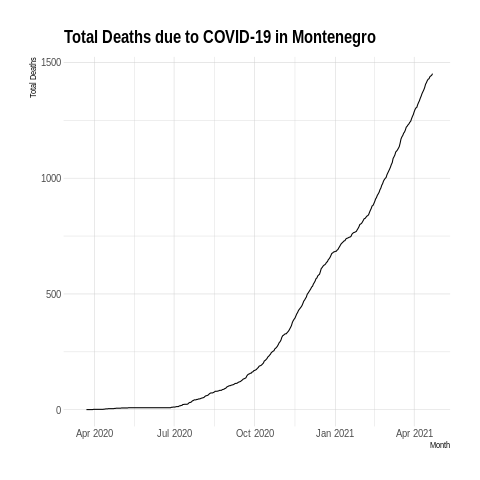 Total Deaths due to COVID-19 in Montenegro
Total Deaths
1500
1000
500
0
Apr 2020 Jul 2020 Oct 2020 Jan 2021 Apr 2021
Month